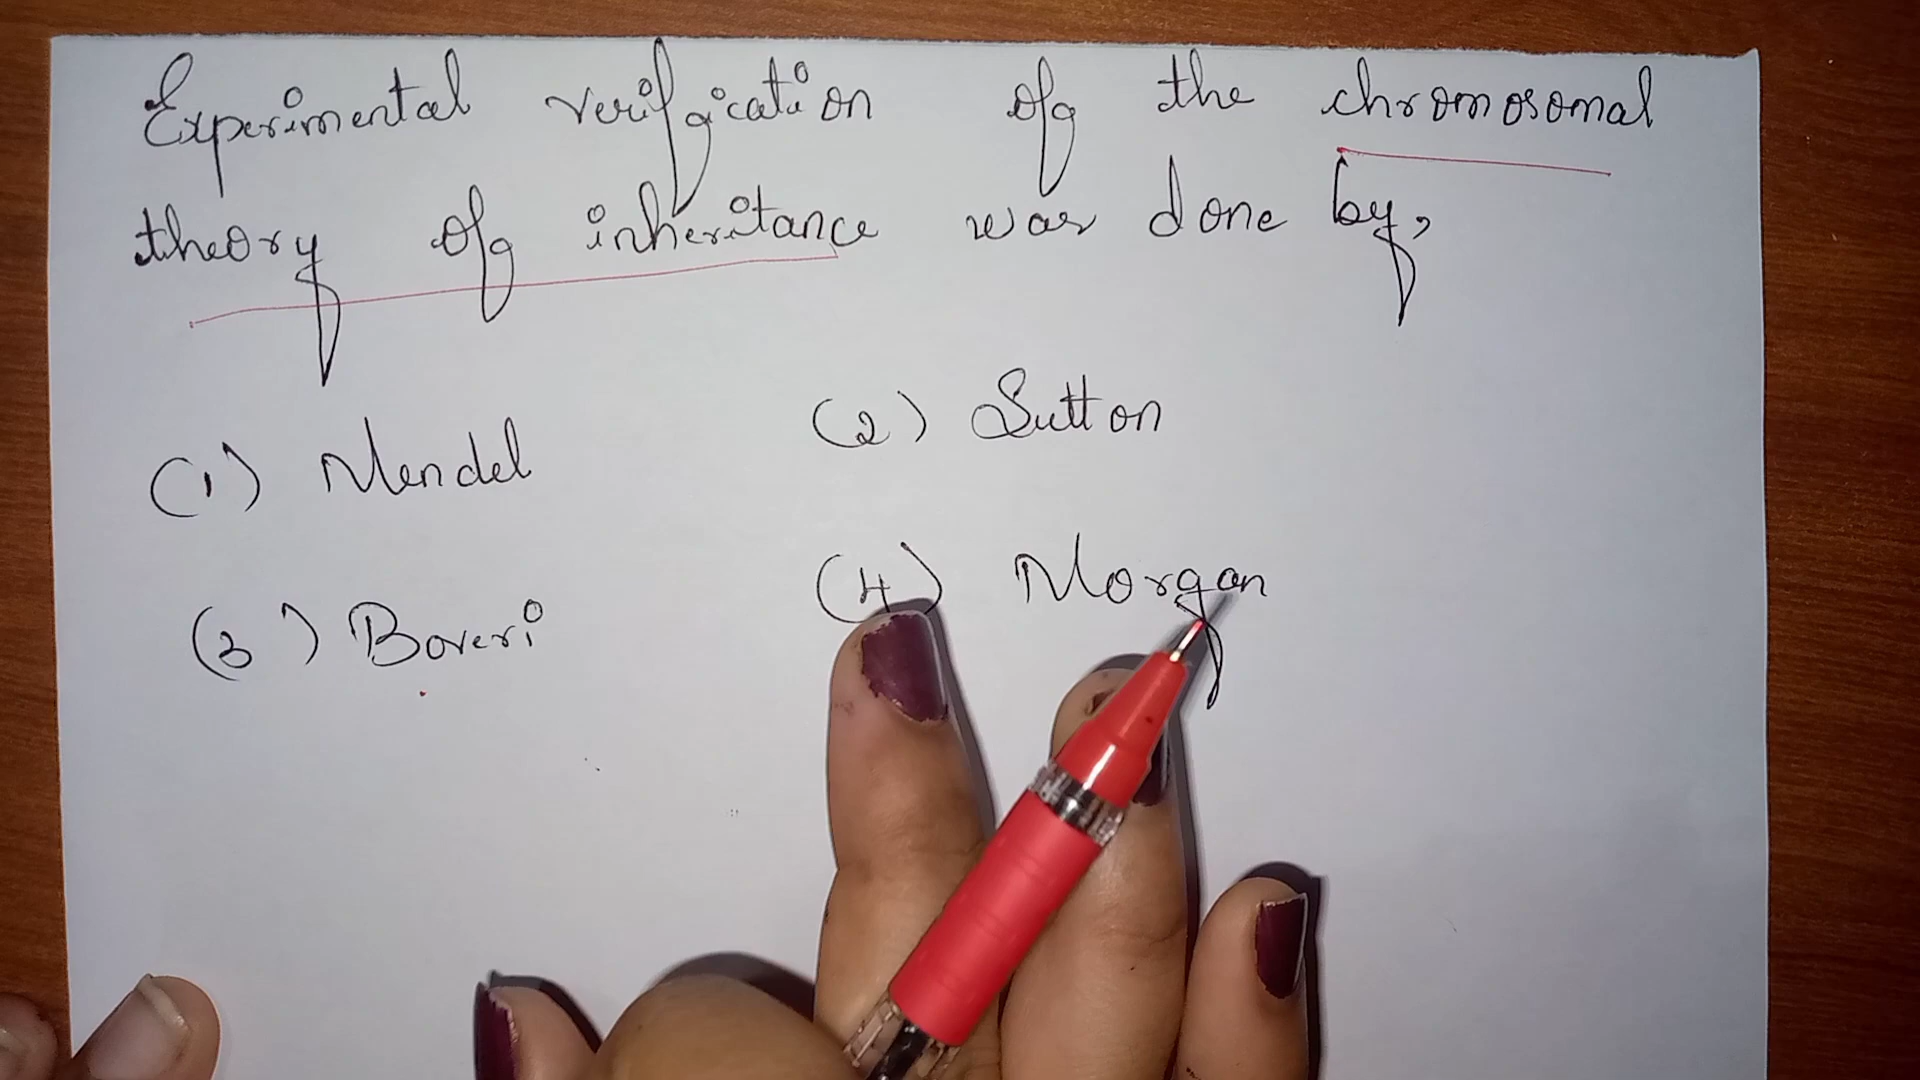 Experimental verification of the chromosomal
theory of inheritance was done by,
(1) Mendel
(2) Sutton
(3) Boveri
(4) Morgan